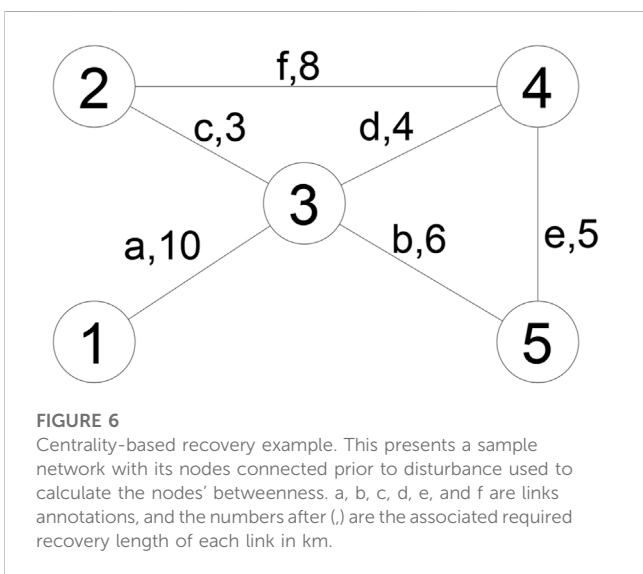 f,8
2
4
c,3
d,4
3
a,10
b,6
e,5
1
5
FIGURE 6
Centrality-based recovery example. This presents a sample
network with its nodes connected prior to disturbance used to
calculate the nodes' betweenness. a, b, c, d, e, and f are links
annotations, and the numbers after (,) are the associated required
recovery length of each link in km.